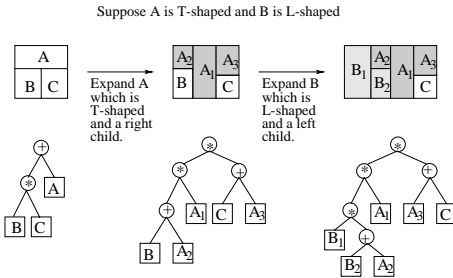 Suppose A is T-shaped and B is L-shaped
A
B C
Expand A
which is
T-shaped
and a right
child.
A2 A1 A3
B C
Expand B
which is
L-shaped
and a left
child.
B1 A2 A1 A3
B2 C
+
* A
B C
*
* +
+ A1 C A3
B A2
*
* +
* A1 A3 C
B1 +
B2 A2